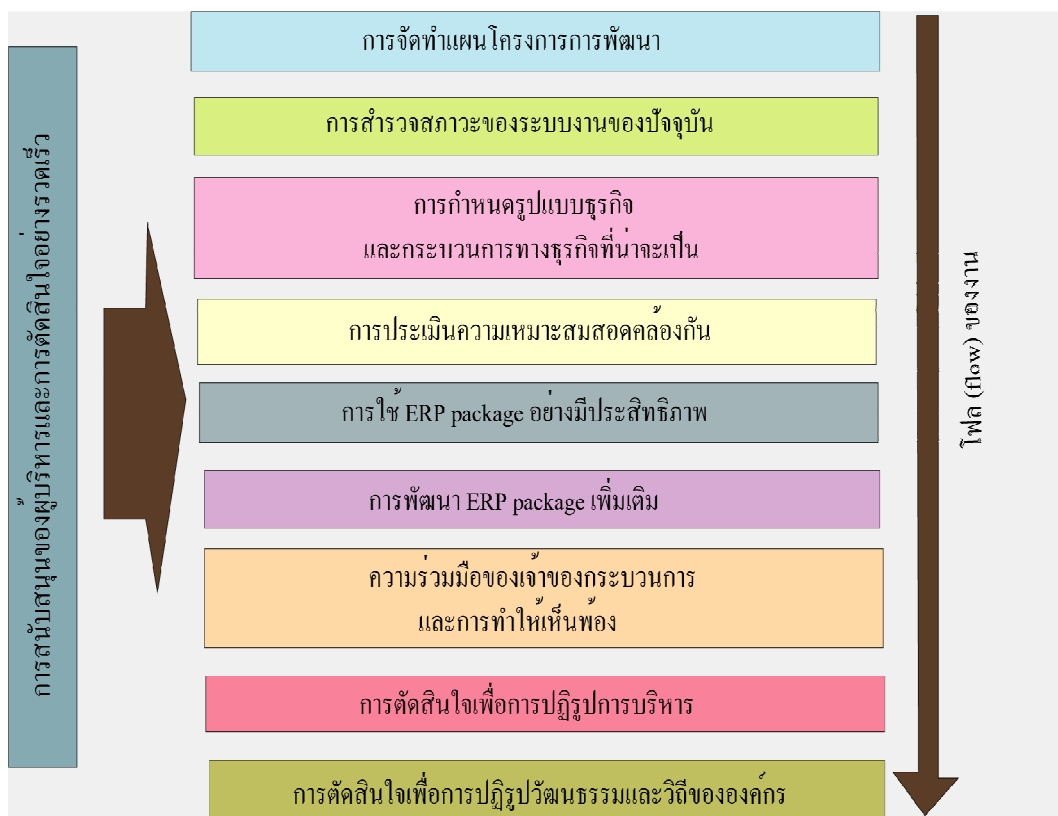 การสนับสนุนของผู้บริหารและการตัดสินใจอย่างรวดเร็ว
การจัดทำแผนโครงการการพัฒนา
การสำรวจสภาวะของระบบงานของปัจจุบัน
การกำหนดรูปแบบธุรกิจ
และกระบวนการทางธุรกิจที่น่าจะเป็น
การประเมินความเหมาะสมสอดคล้องกัน
การใช้ ERP package อย่างมีประสิทธิภาพ
การพัฒนา ERP package เพิ่มเติม
ความร่วมมือของเจ้าของกระบวนการ
และการทำให้เห็นพ้อง
การตัดสินใจเพื่อการปฏิรูปการบริหาร
การตัดสินใจเพื่อการปฏิรูปวัฒนธรรมและวิถีขององค์กร
โฟล (flow) ของงาน